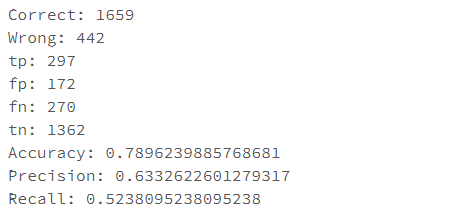 Correct: 1659
Wrong: 442
tp: 297
fp: 172
fn: 270
tn: 1362
Accuracy: 0.7896239885768681
Precision: 0.6332622601279317
Recall: 0.5238095238095238